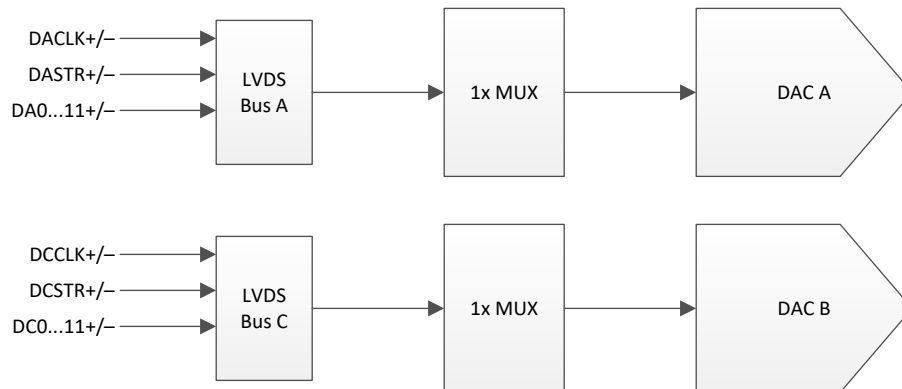 DACLK+/–
DASTR+/–
DA0...11+/–
LVDS
Bus A
1x MUX
DAC A
DCCLK+/–
DCSTR+/–
DC0...11+/–
LVDS
Bus C
1x MUX
DAC B